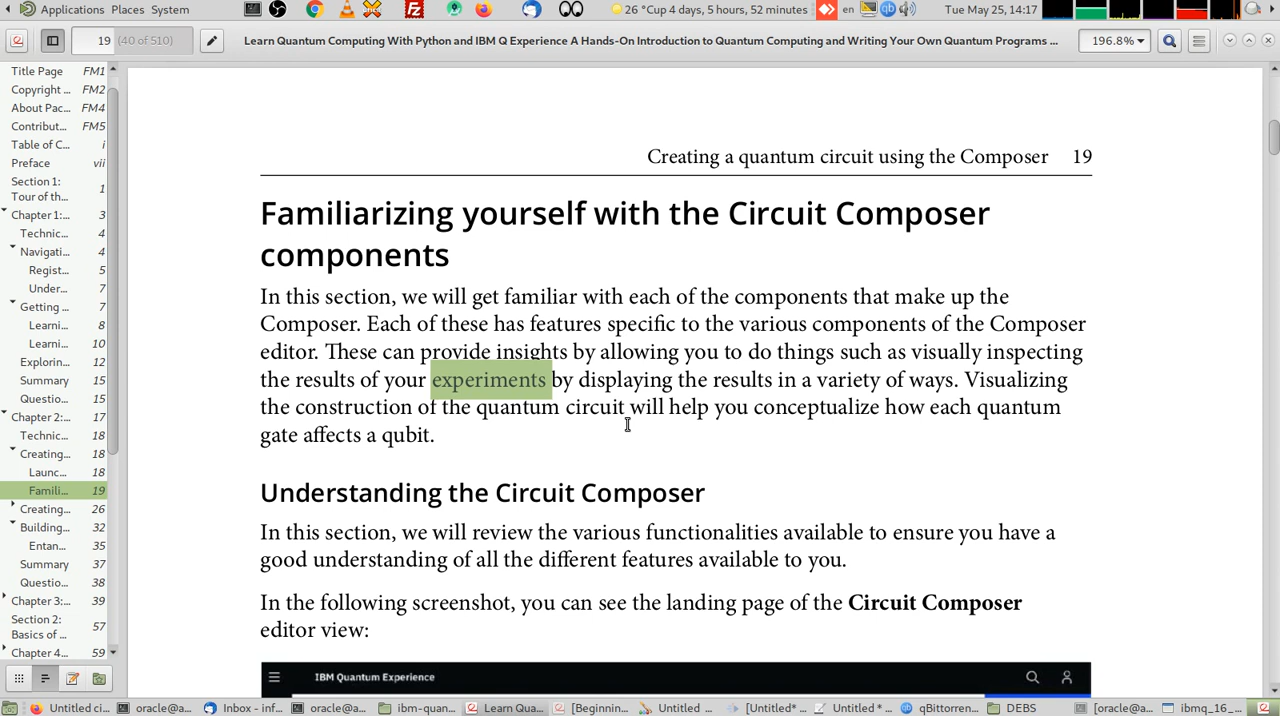 Applications Places System
26 °Cup 4 days, 5 hours, 52 minutes
en
Tue May 25, 14:17
19
(40 of 510)
Learn Quantum Computing With Python and IBM Q Experience A Hands-On Introduction to Quantum Computing and Writing Your Own Quantum Programs ...
196.8%
Title Page FM1
Copyright ... FM2
About Pac... FM4
Contribut... FM5
Table of C... i
Preface vii
Section 1:
Tour of th... 1
Chapter 1:... 3
Technic... 4
Navigati... 4
Regist... 5
Under... 7
Getting ... 7
Learni... 8
Learni... 10
Explorin... 12
Summary 15
Question... 15
Chapter 2:... 17
Technic... 18
Creating... 18
Launc... 18
Famili... 19
Creating... 26
Building... 32
Entan... 35
Summary 37
Questio... 38
Chapter 3:... 39
Section 2:
Basics of ... 57
Chapter 4... 59
Creating a quantum circuit using the Composer 19
Familiarizing yourself with the Circuit Composer
components
In this section, we will get familiar with each of the components that make up the
Composer. Each of these has features specific to the various components of the Composer
editor. These can provide insights by allowing you to do things such as visually inspecting
the results of your experiments by displaying the results in a variety of ways. Visualizing
the construction of the quantum circuit will help you conceptualize how each quantum
gate affects a qubit.
Understanding the Circuit Composer
In this section, we will review the various functionalities available to ensure you have a
good understanding of all the different features available to you.
In the following screenshot, you can see the landing page of the Circuit Composer
editor view:
IBM Quantum Experience
Untitled ci...
oracle@a...
Inbox - inf...
oracle@a...
ibm-quan...
Learn Qua...
[Beginnin...
Untitled ...
[Untitled* ...
Untitled * ...
qBittorren...
DEBS
[oracle@a...
ibmq_16_...